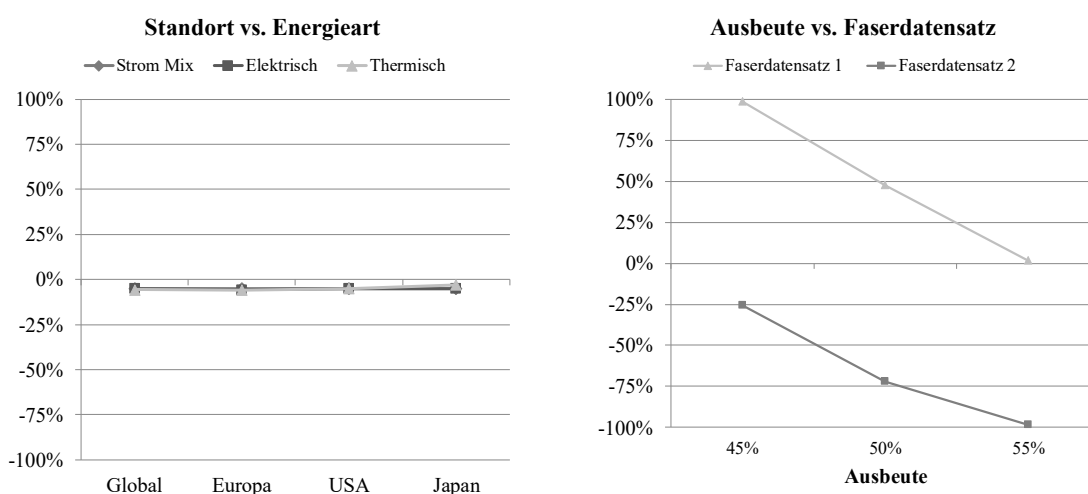 Standort vs. Energieart
Strom Mix Elektrisch Thermisch
100%
75%
50%
25%
0%
-25%
-50%
-75%
-100%
Global Europa USA Japan
Ausbeute vs. Faserdatensatz
Faserdatensatz 1 Faserdatensatz 2
100%
75%
50%
25%
0%
-25%
-50%
-75%
-100%
45% 50% 55%
Ausbeute